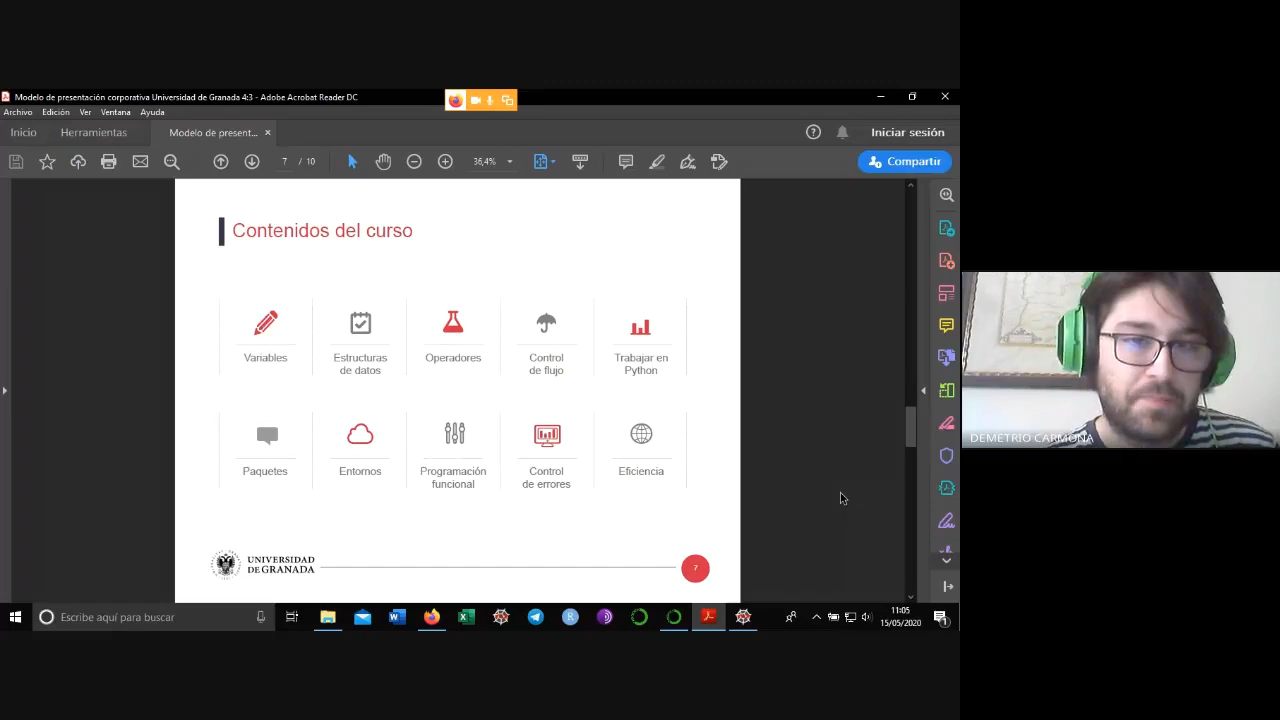 Modelo de presentación corporativa Universidad de Granada 4:3 - Adobe Acrobat Reader DC
Archivo Edición Ver Ventana Ayuda
Inicio Herramientas Modelo de present... × Iniciar sesión
7 / 10 36,4% Compartir
Contenidos del curso
Variables
Estructuras
de datos
Operadores
Control
de flujo
Trabajar en
Python
Paquetes
Entornos
Programación
funcional
Control
de errores
Eficiencia
UNIVERSIDAD
DE GRANADA
7
DEMETRIO CARMONA
Escribe aquí para buscar
11:05
15/05/2020
1